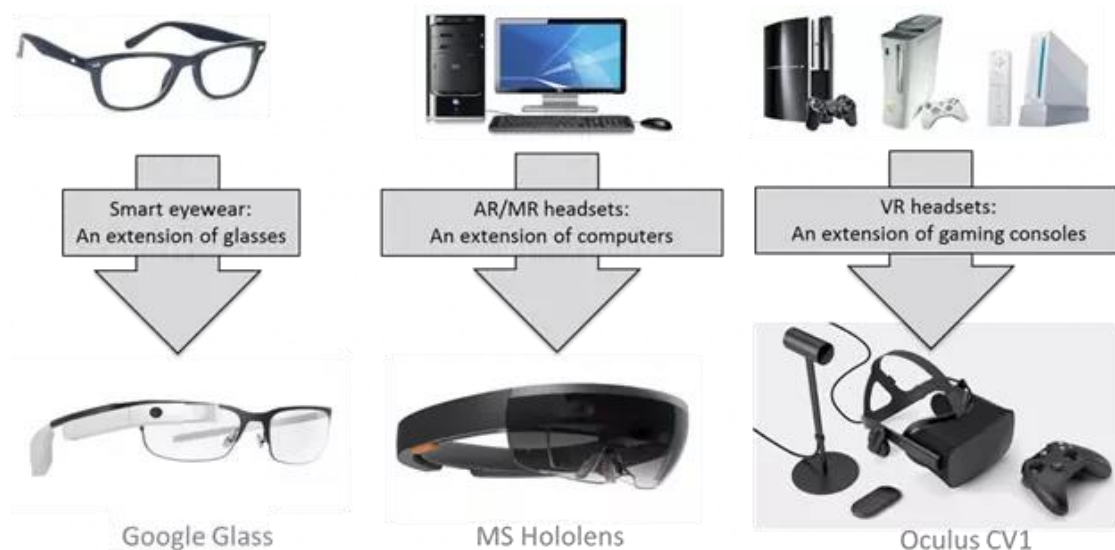 Smart eyewear:
An extension of glasses
AR/MR headsets:
An extension of computers
VR headsets:
An extension of gaming consoles
Google Glass
MS Hololens
Oculus CV1